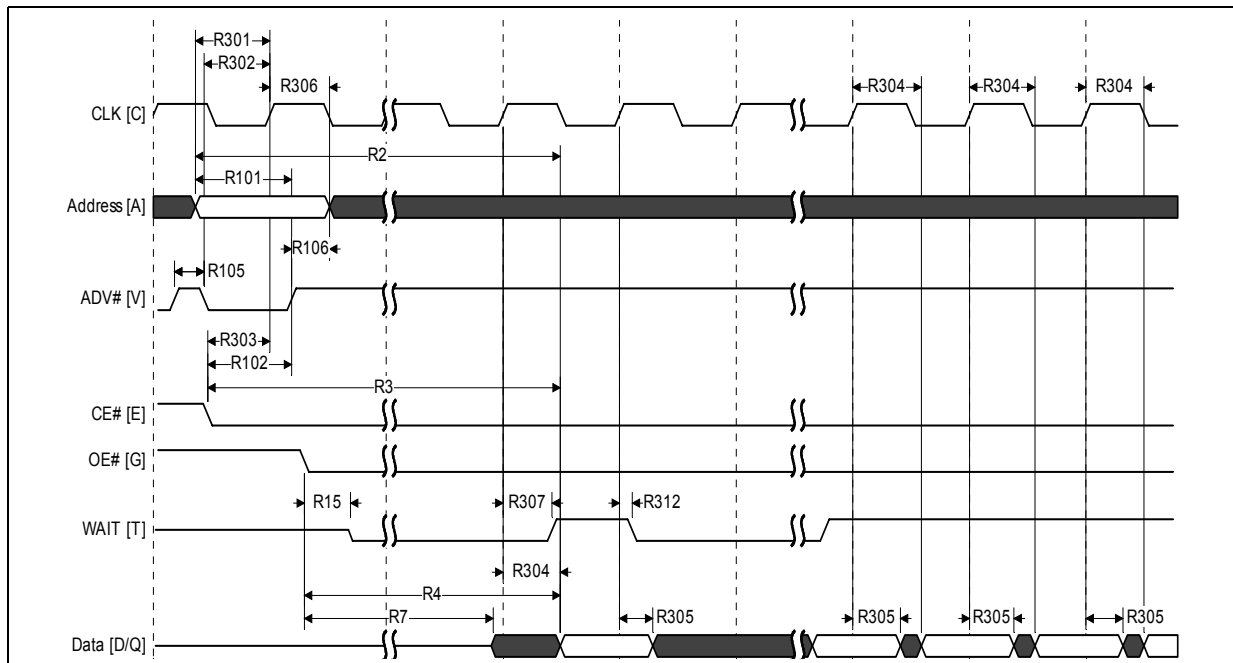 R301
R302
R306
R304 R304 R304
CLK [C]
R2
R101
Address [A]
R106
R105
ADV# [V]
R303
R102
R3
CE# [E]
OE# [G]
R15 R307 R312
WAIT [T]
R304
R4
R7
R305 R305 R305 R305
Data [D/Q]